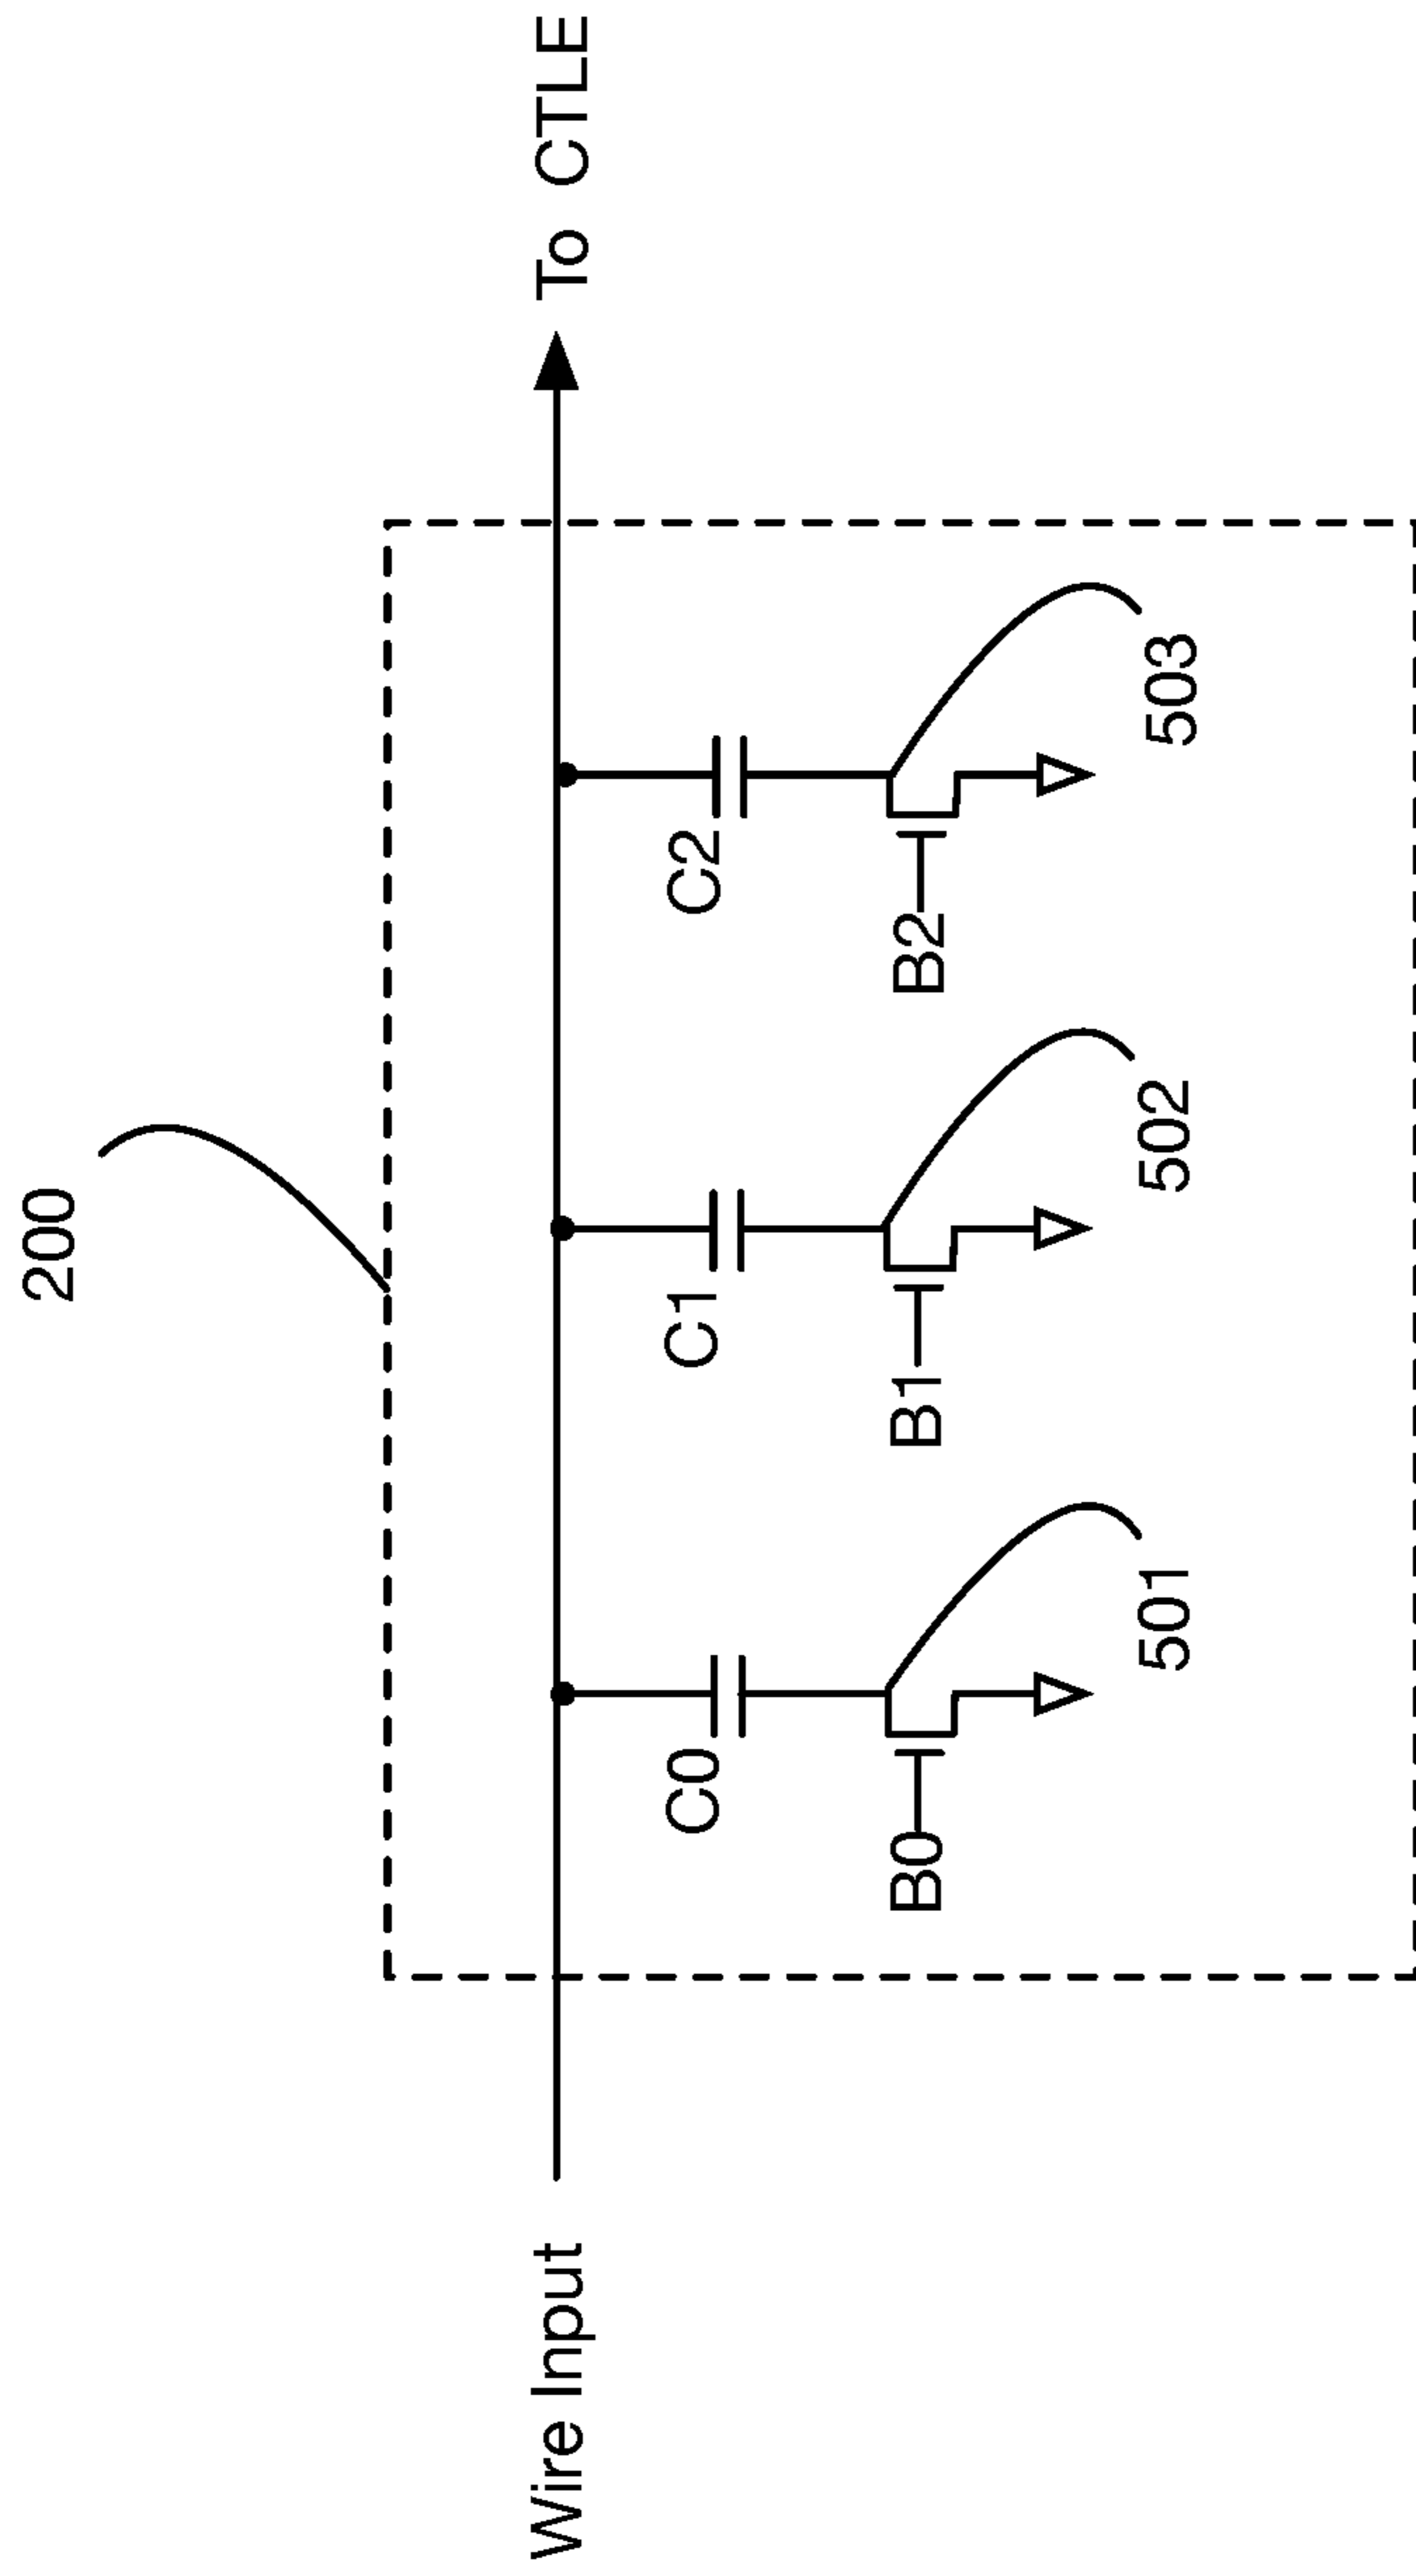 200
Wire Input
To CTLE
C0
C1
C2
B0
B1
B2
501
502
503